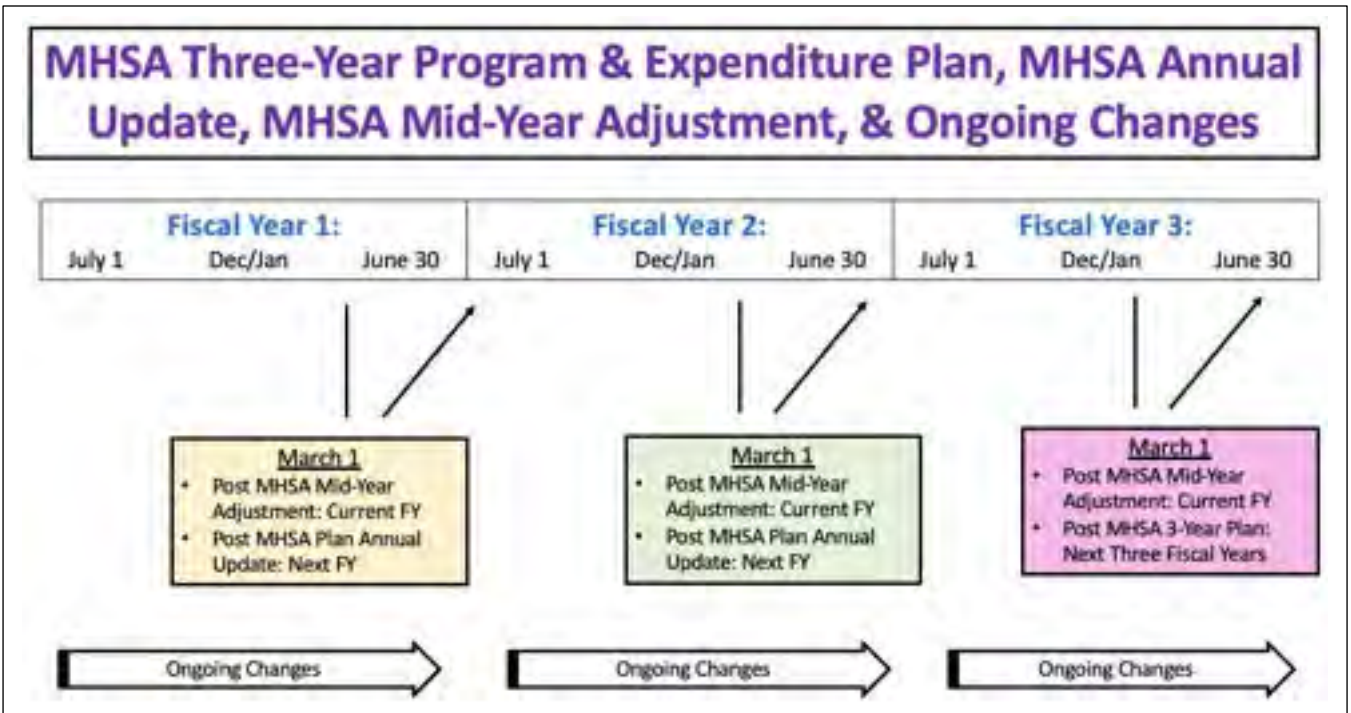 MHSA Three-Year Program & Expenditure Plan, MHSA Annual
Update, MHSA Mid-Year Adjustment, & Ongoing Changes
Fiscal Year 1:
July 1 Dec/Jan June 30
Fiscal Year 2:
July 1 Dec/Jan June 30
Fiscal Year 3:
July 1 Dec/Jan June 30
March 1
• Post MHSA Mid-Year
Adjustment: Current FY
• Post MHSA Plan Annual
Update: Next FY
March 1
• Post MHSA Mid-Year
Adjustment: Current FY
• Post MHSA Plan Annual
Update: Next FY
March 1
• Post MHSA Mid-Year
Adjustment: Current FY
• Post MHSA 3-Year Plan:
Next Three Fiscal Years
Ongoing Changes
Ongoing Changes
Ongoing Changes